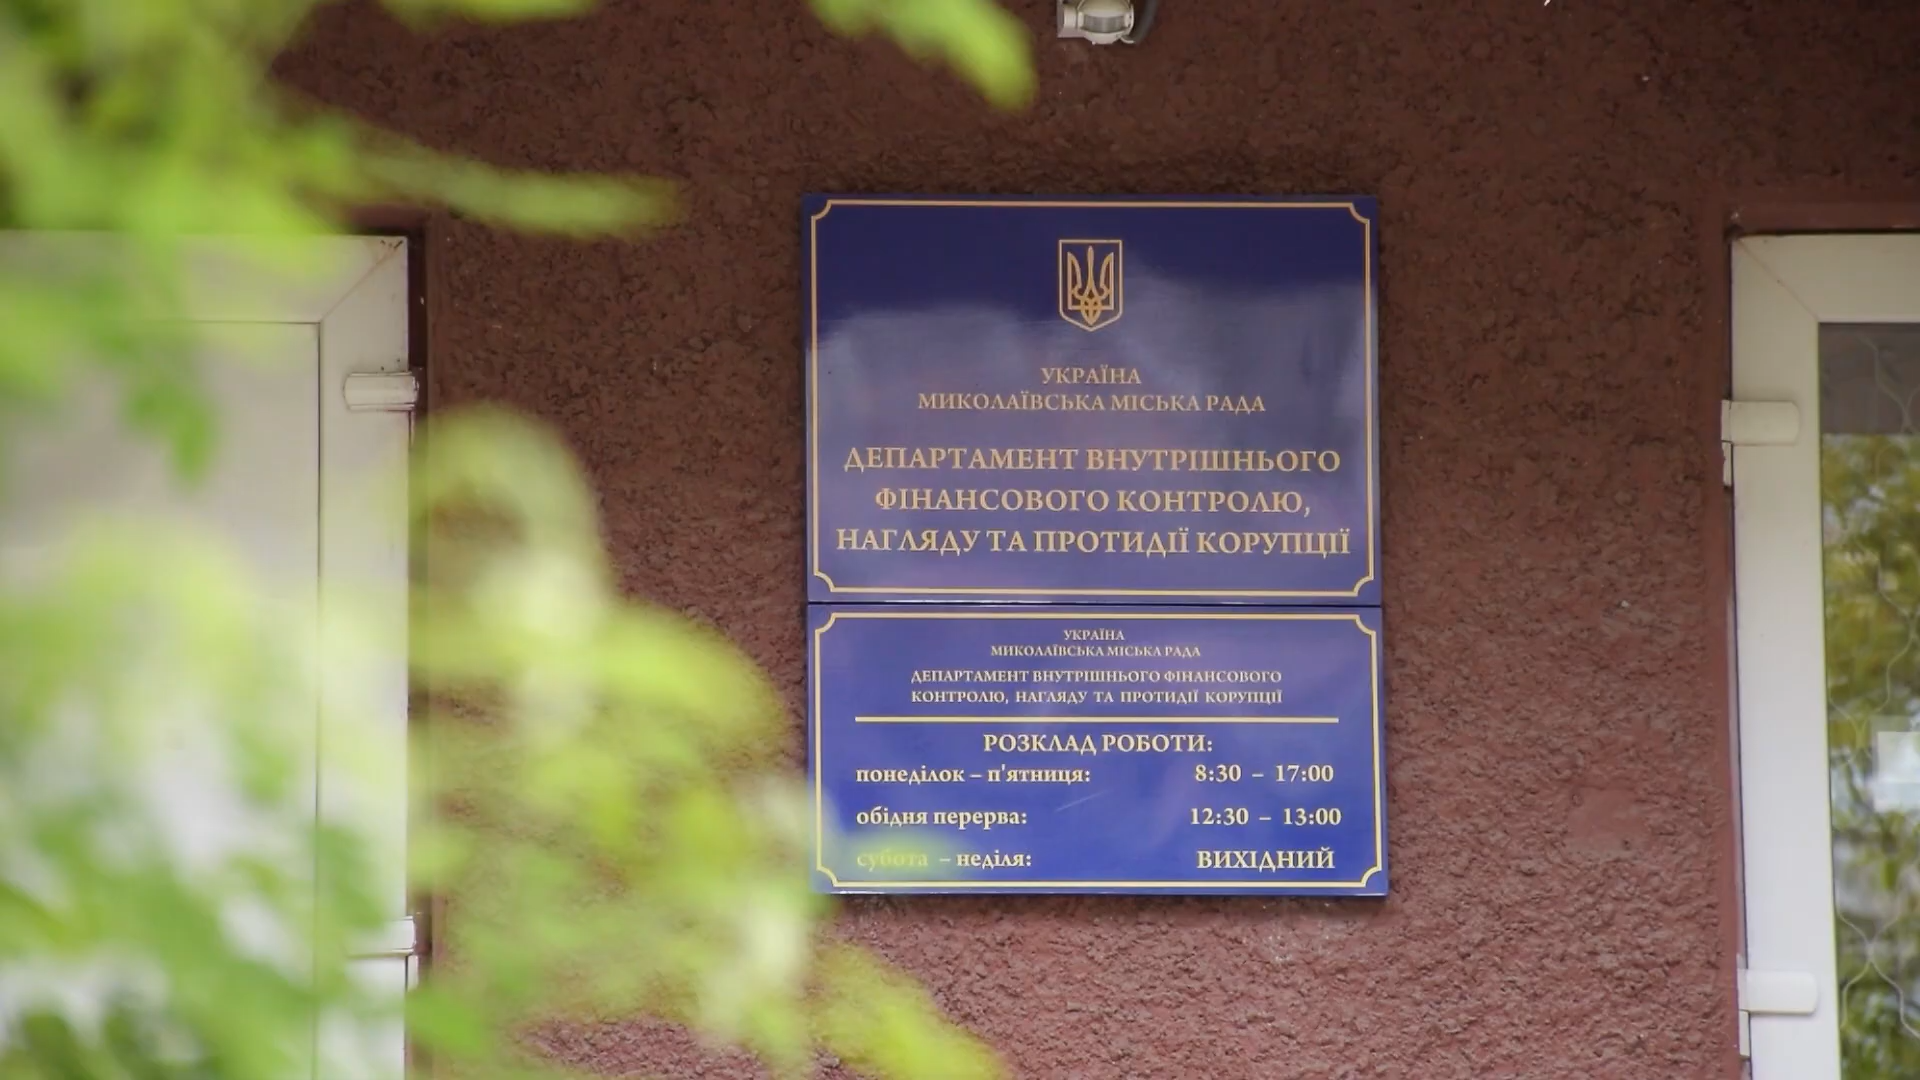 УКРАЇНА
МИКОЛАЇВСЬКА МІСЬКА РАДА
ДЕПАРТАМЕНТ ВНУТРІШНЬОГО
ФІНАНСОВОГО КОНТРОЛЮ,
НАГЛЯДУ ТА ПРОТИДІЇ КОРУПЦІЇ
УКРАЇНА
МИКОЛАЇВСЬКА МІСЬКА РАДА
ДЕПАРТАМЕНТ ВНУТРІШНЬОГО ФІНАНСОВОГО
КОНТРОЛЮ, НАГЛЯДУ ТА ПРОТИДІЇ КОРУПЦІЇ
РОЗКЛАД РОБОТИ:
понеділок – п'ятниця: 8:30 – 17:00
обідня перерва: 12:30 – 13:00
субота – неділя: ВИХІДНИЙ